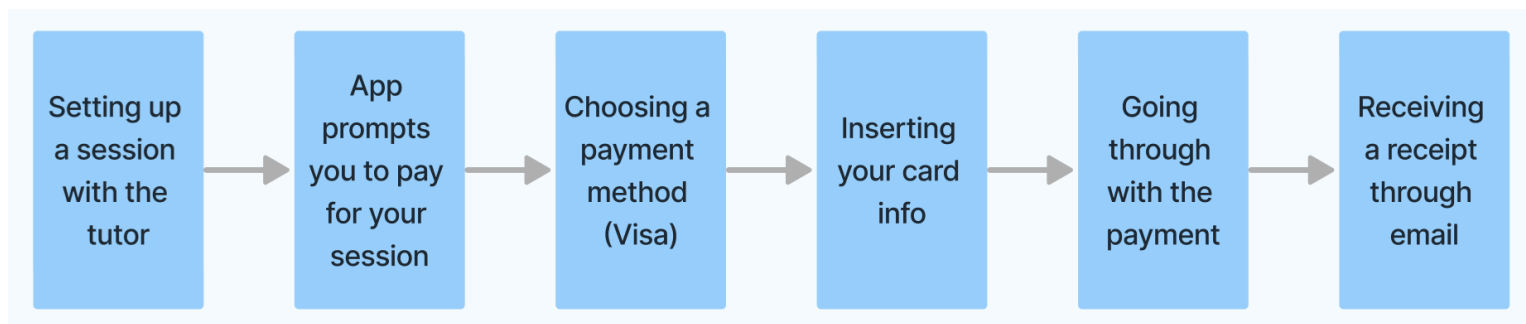 Setting up
a session
with the
tutor
App
prompts
you to pay
for your
session
Choosing a
payment
method
(Visa)
Inserting
your card
info
Going
through
with the
payment
Receiving
a receipt
through
email